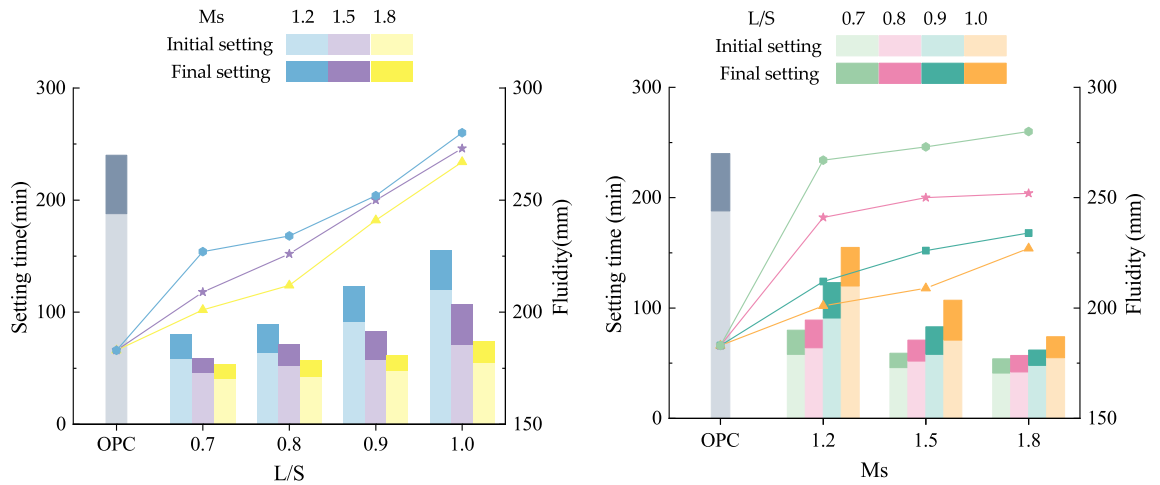 Ms 1.2 1.5 1.8
Initial setting
Final setting
300
200
100
0
Setting time(min)
300
250
200
150
Fluidity(mm)
OPC 0.7 0.8 0.9 1.0
L/S
L/S 0.7 0.8 0.9 1.0
Initial setting
Final setting
300
200
100
0
Setting time (min)
300
250
200
150
Fluidity (mm)
OPC 1.2 1.5 1.8
Ms